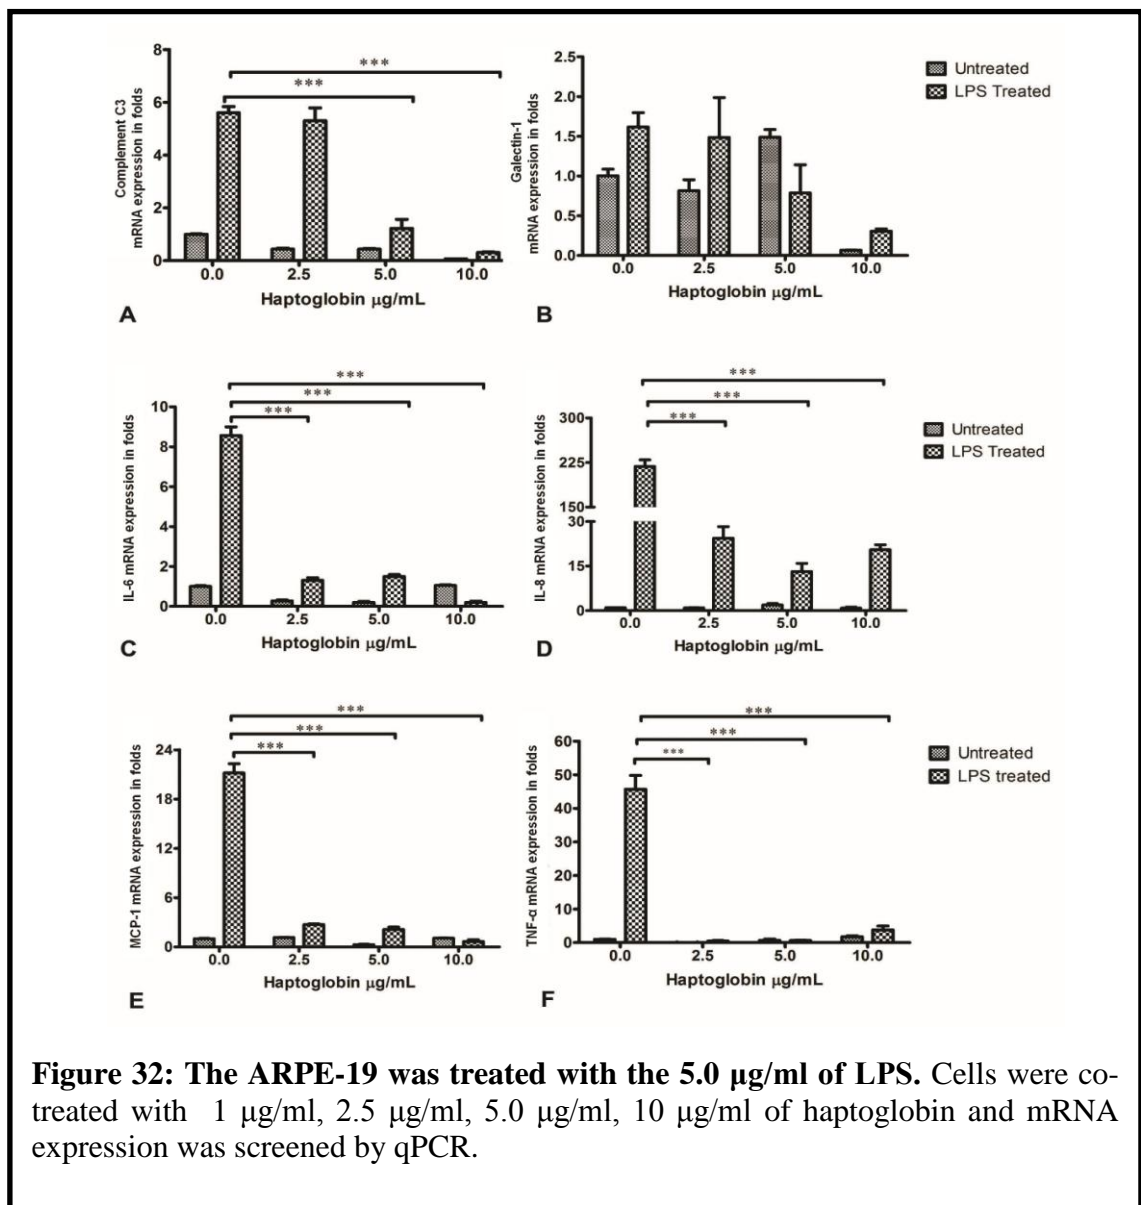 8
6
4
2
0
Complement C3
mRNA expression in folds
***
***
0.0 2.5 5.0 10.0
Haptoglobin µg/mL
A
2.5
2.0
1.5
1.0
0.5
0.0
Galectin-1
mRNA expression in folds
0.0 2.5 5.0 10.0
Haptoglobin µg/mL
B
Untreated
LPS Treated
10
8
6
4
2
0
IL-6 mRNA expression in folds
***
***
***
0.0 2.5 5.0 10.0
Haptoglobin µg/mL
C
300
225
150
30
15
0
IL-8 mRNA expression in folds
***
***
***
0.0 2.5 5.0 10.0
Haptoglobin µg/mL
D
Untreated
LPS Treated
24
18
12
6
0
MCP-1 mRNA expression in folds
***
***
***
0.0 2.5 5.0 10.0
Haptoglobin µg/mL
E
60
50
40
30
20
10
0
TNF-α mRNA expression in folds
***
***
***
0.0 2.5 5.0 10.0
Haptoglobin µg/mL
F
Untreated
LPS treated
Figure 32: The ARPE-19 was treated with the 5.0 µg/ml of LPS. Cells were co-
treated with 1 µg/ml, 2.5 µg/ml, 5.0 µg/ml, 10 µg/ml of haptoglobin and mRNA
expression was screened by qPCR.